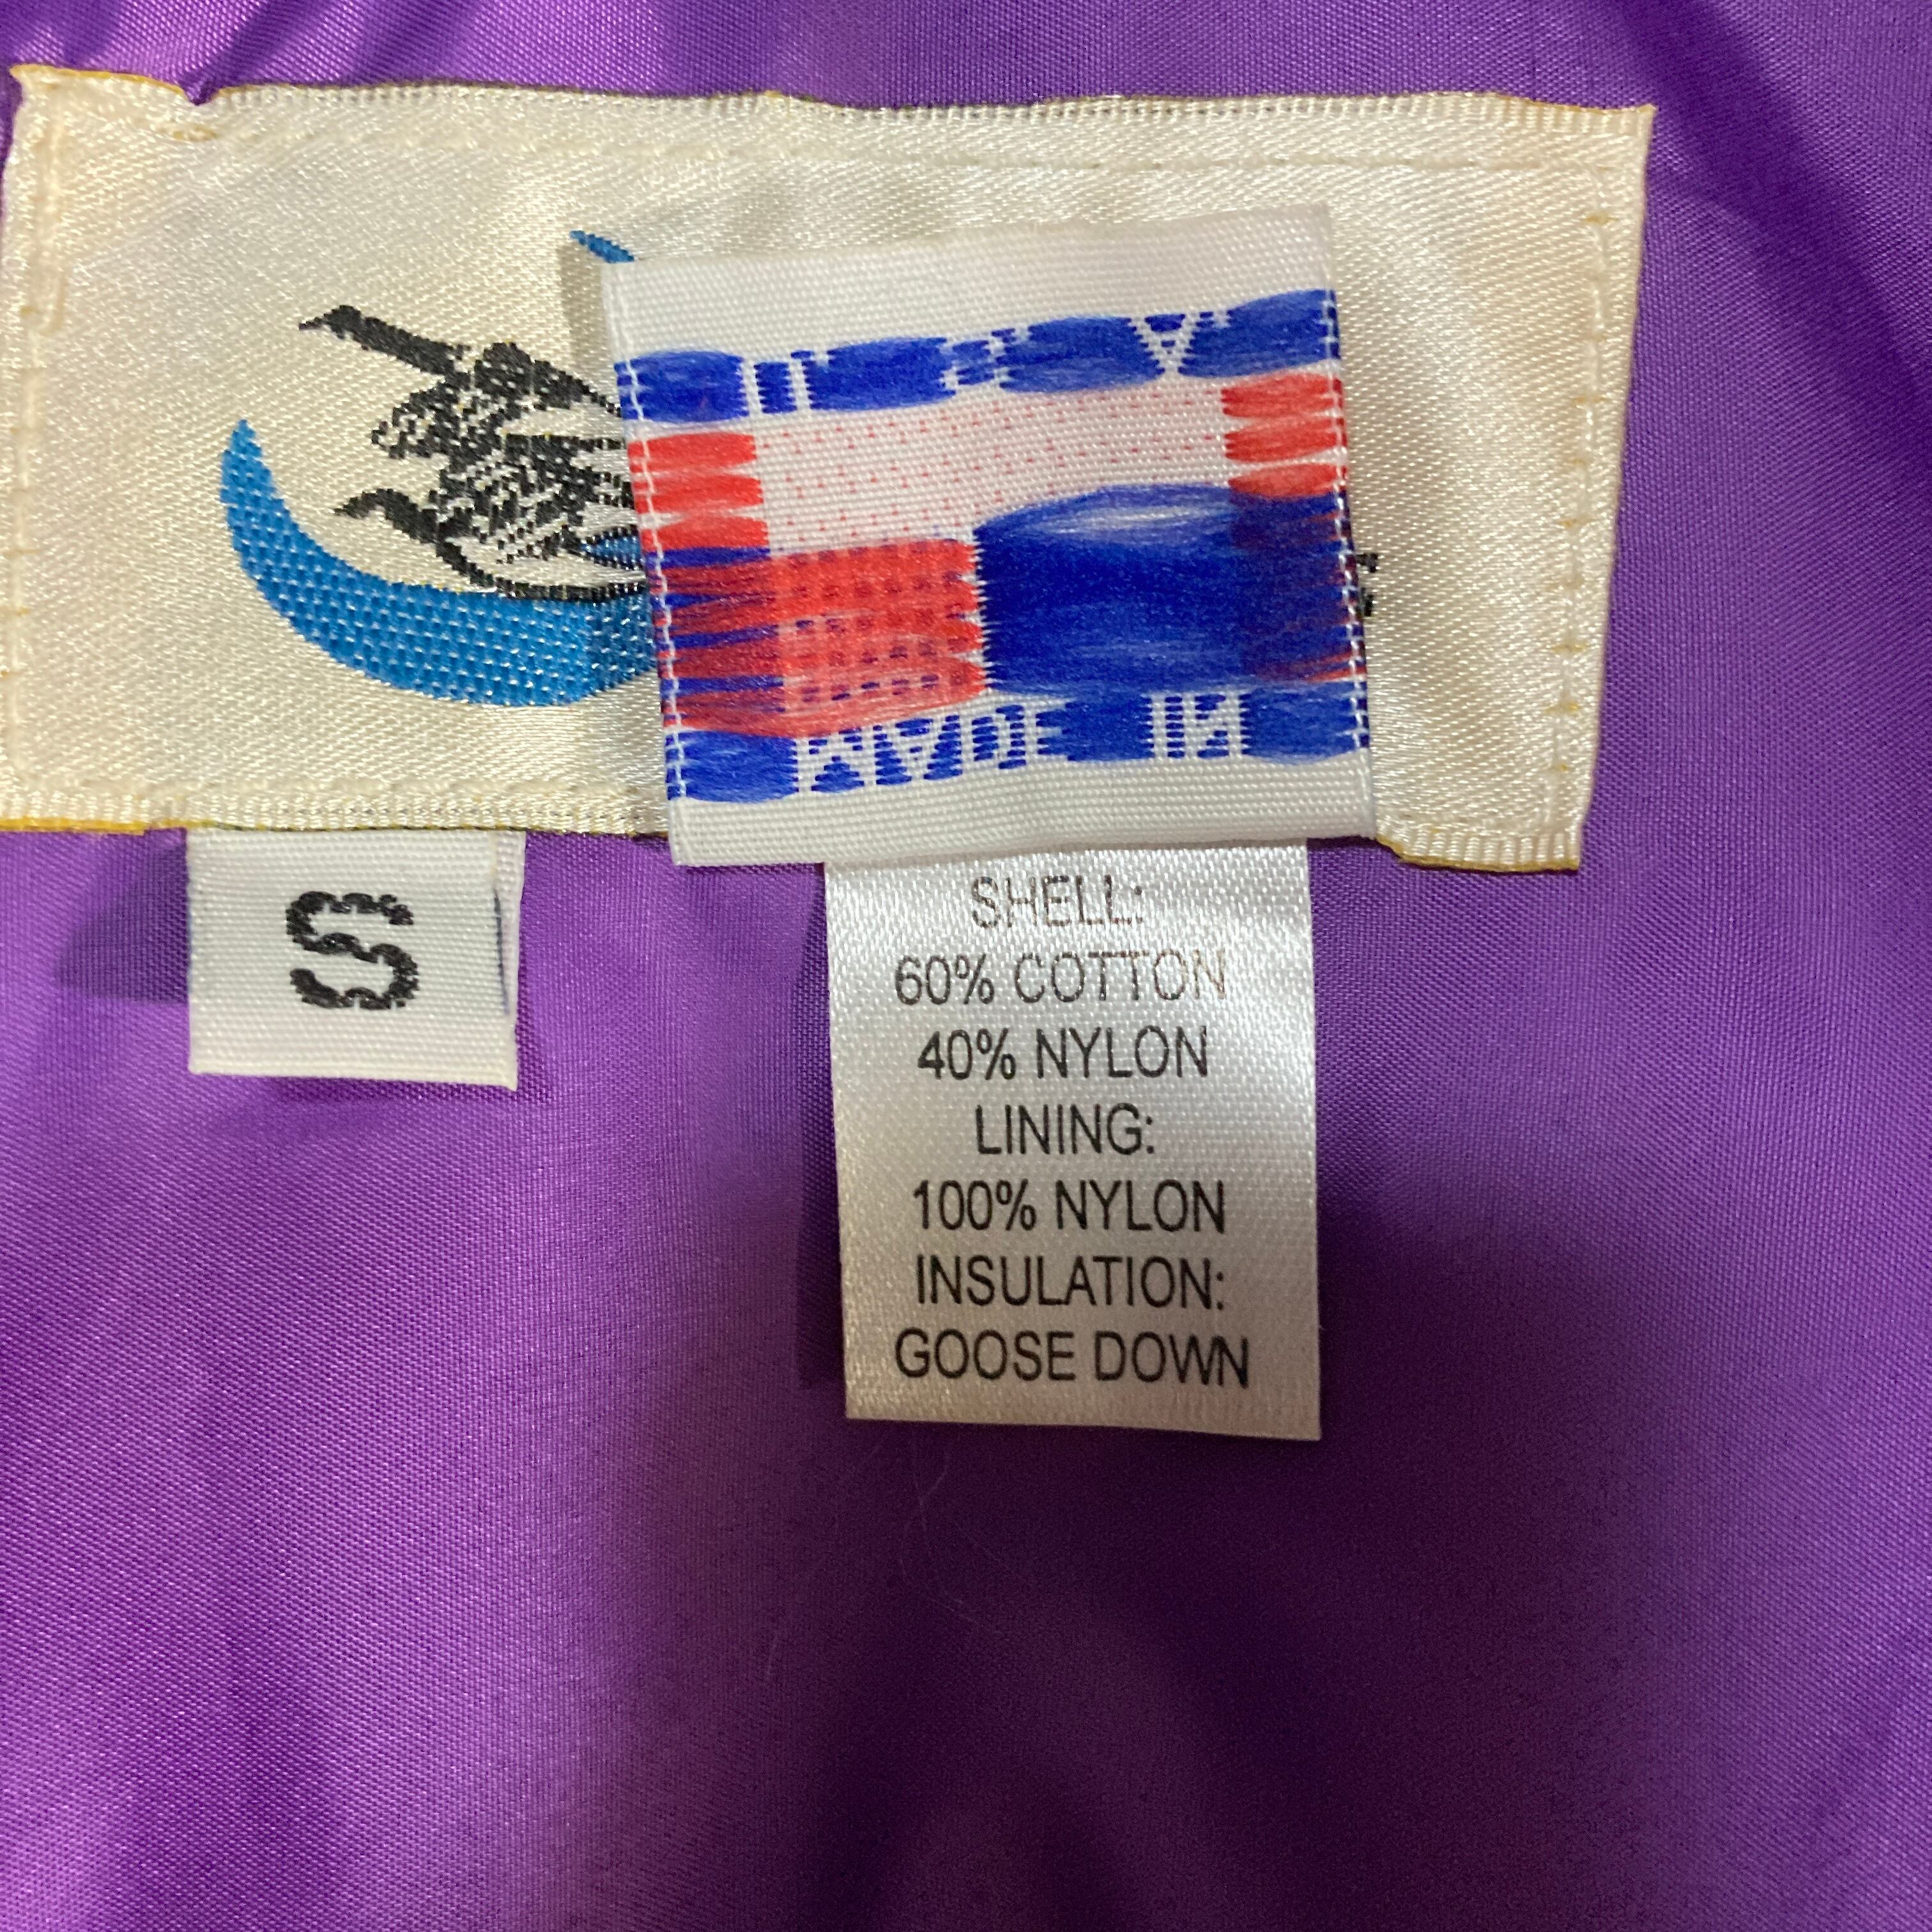 S
SHELL:
60% COTTON
40% NYLON
LINING:
100% NYLON
INSULATION:
GOOSE DOWN